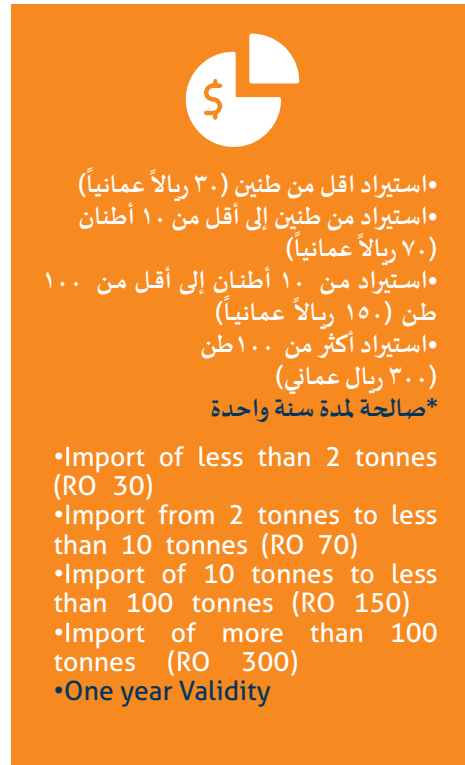 $
•استيراد اقل من طنين (٣٠ ريالاً عمانياً)
•استيراد من طنين إلى أقل من ١٠ أطنان
(٧٠ ريالاً عمانياً)
•استيراد من ١٠ أطنان إلى أقل من ١٠٠
طن (١٥٠ ريالاً عمانياً)
•استيراد أكثر من ١٠٠طن
(٣٠٠ ريال عماني)
*صالحة لمدة سنة واحدة
•Import of less than 2 tonnes
(RO 30)
•Import from 2 tonnes to less
than 10 tonnes (RO 70)
•Import of 10 tonnes to less
than 100 tonnes (RO 150)
•Import of more than 100
tonnes (RO 300)
•One year Validity